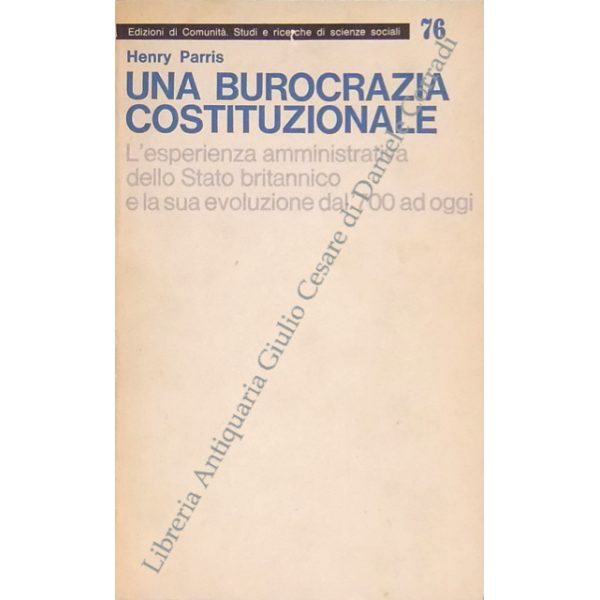 Edizioni di Comunità. Studi e ricerche di scienze sociali 76
Henry Parris
UNA BUROCRAZIA
COSTITUZIONALE
L'esperienza amministrativa
dello Stato britannico
e la sua evoluzione dal '700 ad oggi
Libreria Antiquaria Giulio Cesare di Daniele Corradi